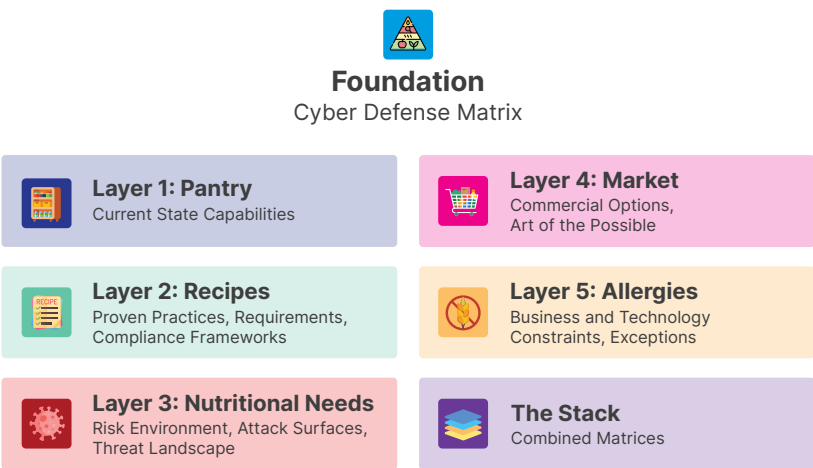 Foundation
Cyber Defense Matrix
Layer 1: Pantry
Current State Capabilities
RECIPE
Layer 2: Recipes
Proven Practices, Requirements,
Compliance Frameworks
Layer 3: Nutritional Needs
Risk Environment, Attack Surfaces,
Threat Landscape
Layer 4: Market
Commercial Options,
Art of the Possible
Layer 5: Allergies
Business and Technology
Constraints, Exceptions
The Stack
Combined Matrices